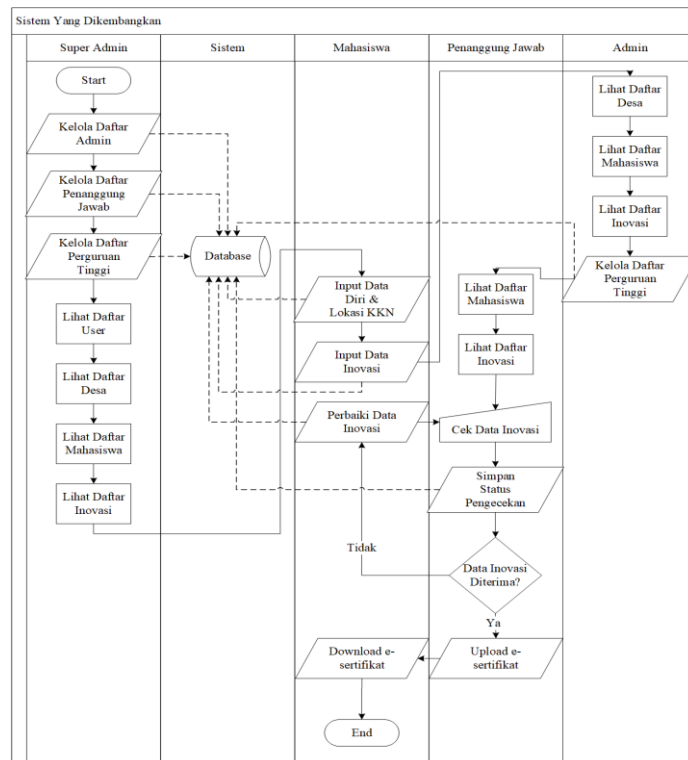 Sistem Yang Dikembangkan
Super Admin
Sistem
Mahasiswa
Penanggung Jawab
Admin
Start
Kelola Daftar
Admin
Kelola Daftar
Penanggung
Jawab
Kelola Daftar
Perguruan
Tinggi
Lihat Daftar
User
Lihat Daftar
Desa
Lihat Daftar
Mahasiswa
Lihat Daftar
Inovasi
Database
Input Data
Diri &
Lokasi KKN
Input Data
Inovasi
Perbaiki Data
Inovasi
Tidak
Download e-
sertifikat
End
Lihat Daftar
Mahasiswa
Lihat Daftar
Inovasi
Cek Data Inovasi
Simpan
Status
Pengecekan
Data Inovasi
Diterima?
Ya
Upload e-
sertifikat
Lihat Daftar
Desa
Lihat Daftar
Mahasiswa
Lihat Daftar
Inovasi
Kelola Daftar
Perguruan
Tinggi